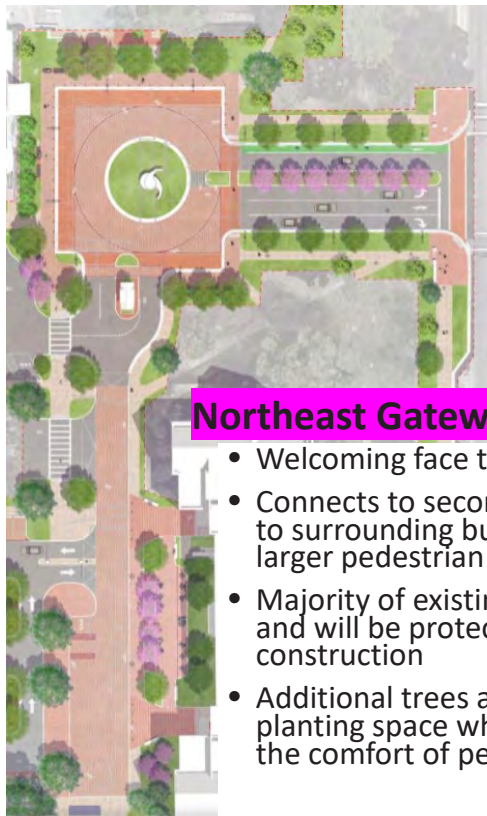 Northeast Gatew
• Welcoming face t
• Connects to secon
to surrounding bu
larger pedestrian
• Majority of existin
and will be protec
construction
• Additional trees a
planting space wh
the comfort of pe